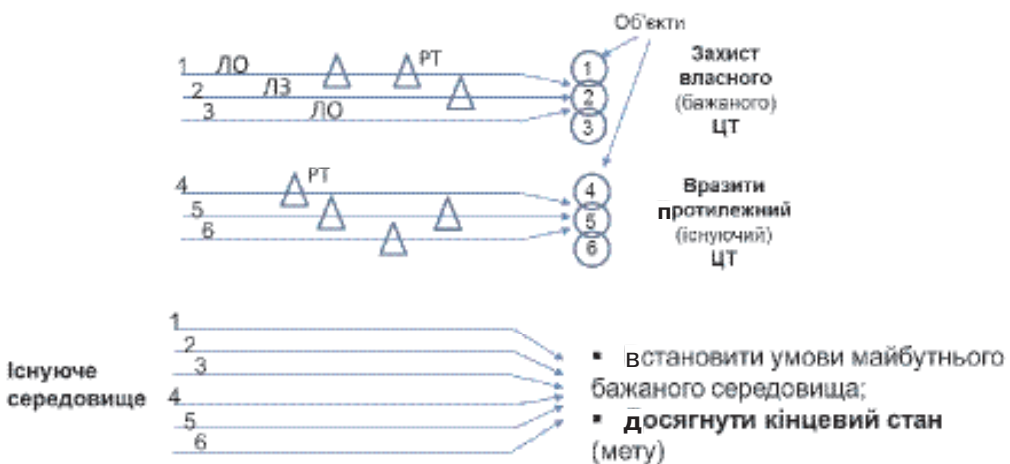 Об'єкти
1 ЛО РТ
2 ЛЗ
3 ЛО
1
2
3
Захист
власного
(бажаного)
ЦТ
4 РТ
5
6
4
5
6
Вразити
протилежний
(існуючий)
ЦТ
Існуюче
середовище
1
2
3
4
5
6
▪ встановити умови майбутнього
бажаного середовища;
▪ досягнути кінцевий стан
(мету)